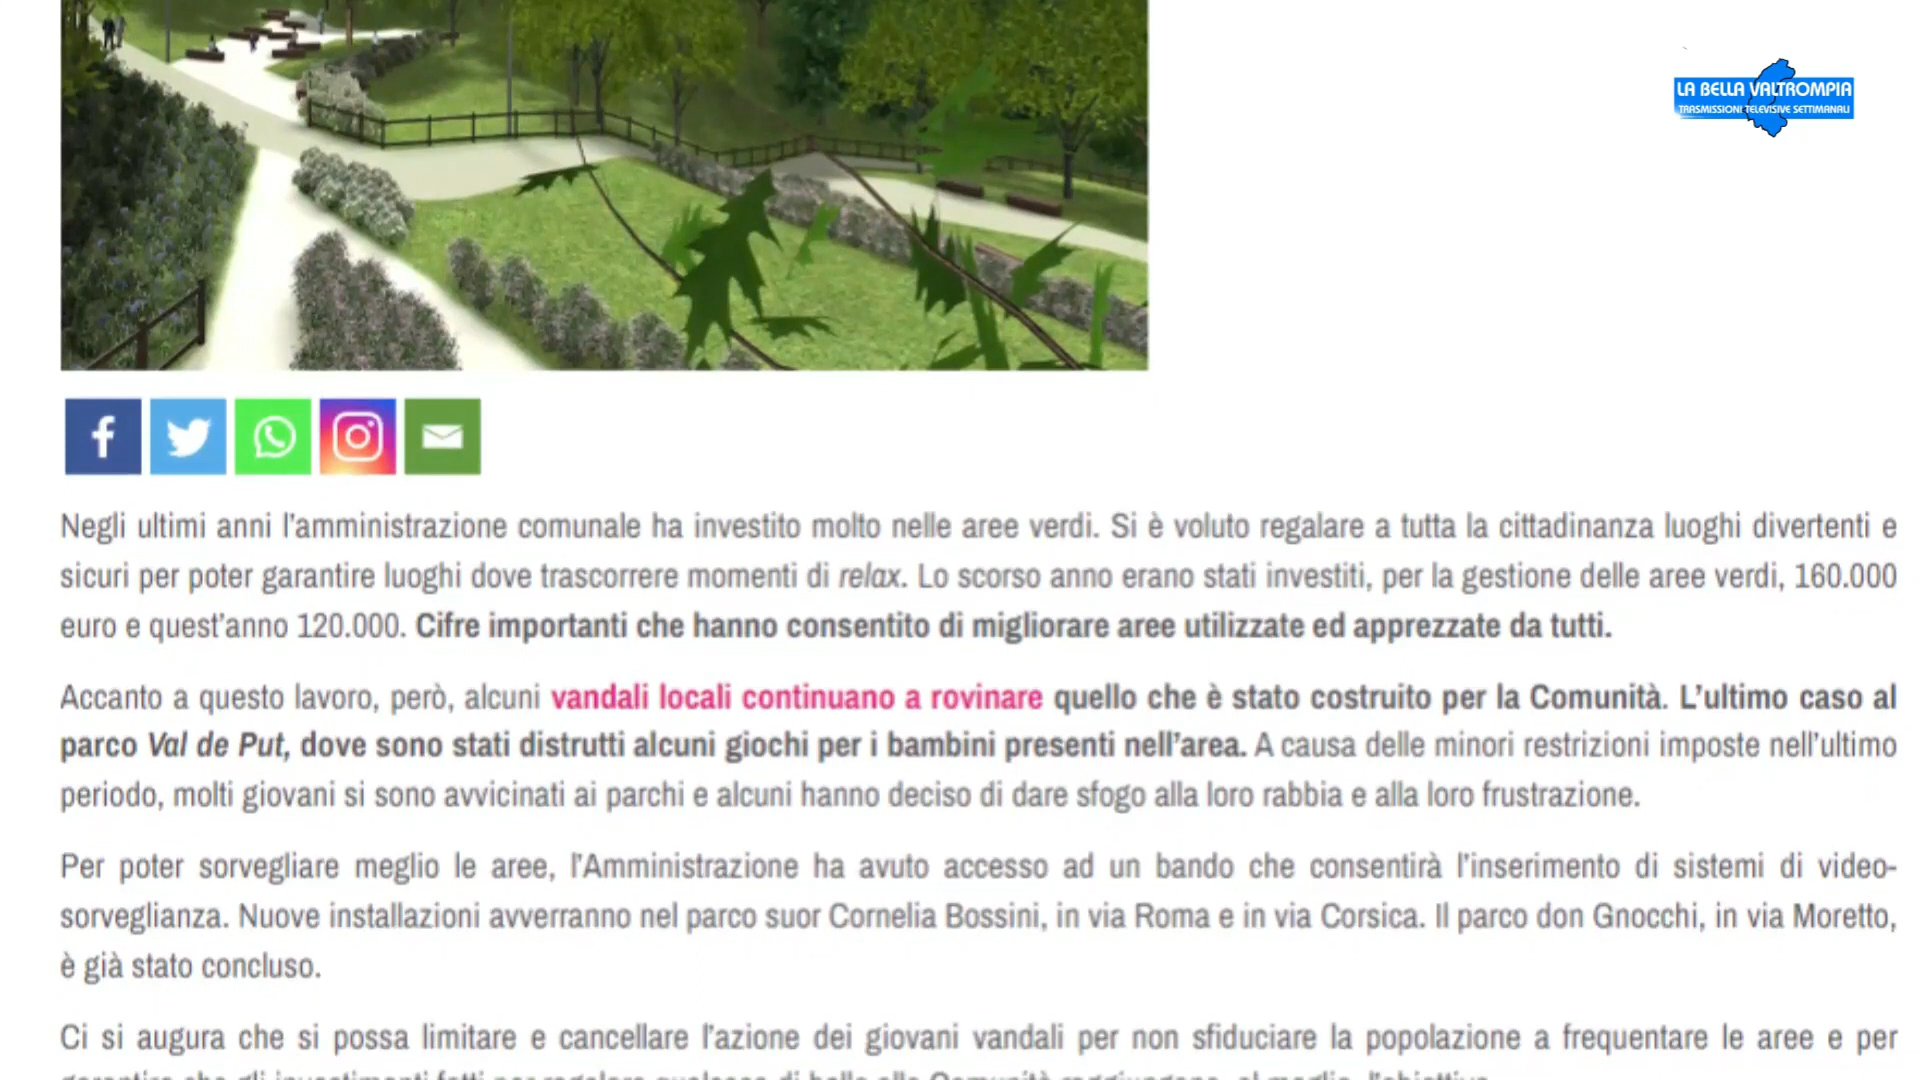 LA BELLA VALTROMPIA
TRASMISSIONI TELEVISIVE SETTIMANALI
Negli ultimi anni l’amministrazione comunale ha investito molto nelle aree verdi. Si è voluto regalare a tutta la cittadinanza luoghi divertenti e
sicuri per poter garantire luoghi dove trascorrere momenti di relax. Lo scorso anno erano stati investiti, per la gestione delle aree verdi, 160.000
euro e quest’anno 120.000. Cifre importanti che hanno consentito di migliorare aree utilizzate ed apprezzate da tutti.
Accanto a questo lavoro, però, alcuni vandali locali continuano a rovinare quello che è stato costruito per la Comunità. L’ultimo caso al
parco Val de Put, dove sono stati distrutti alcuni giochi per i bambini presenti nell’area. A causa delle minori restrizioni imposte nell’ultimo
periodo, molti giovani si sono avvicinati ai parchi e alcuni hanno deciso di dare sfogo alla loro rabbia e alla loro frustrazione.
Per poter sorvegliare meglio le aree, l’Amministrazione ha avuto accesso ad un bando che consentirà l’inserimento di sistemi di video-
sorveglianza. Nuove installazioni avverranno nel parco suor Cornelia Bossini, in via Roma e in via Corsica. Il parco don Gnocchi, in via Moretto,
è già stato concluso.
Ci si augura che si possa limitare e cancellare l’azione dei giovani vandali per non sfiduciare la popolazione a frequentare le aree e per